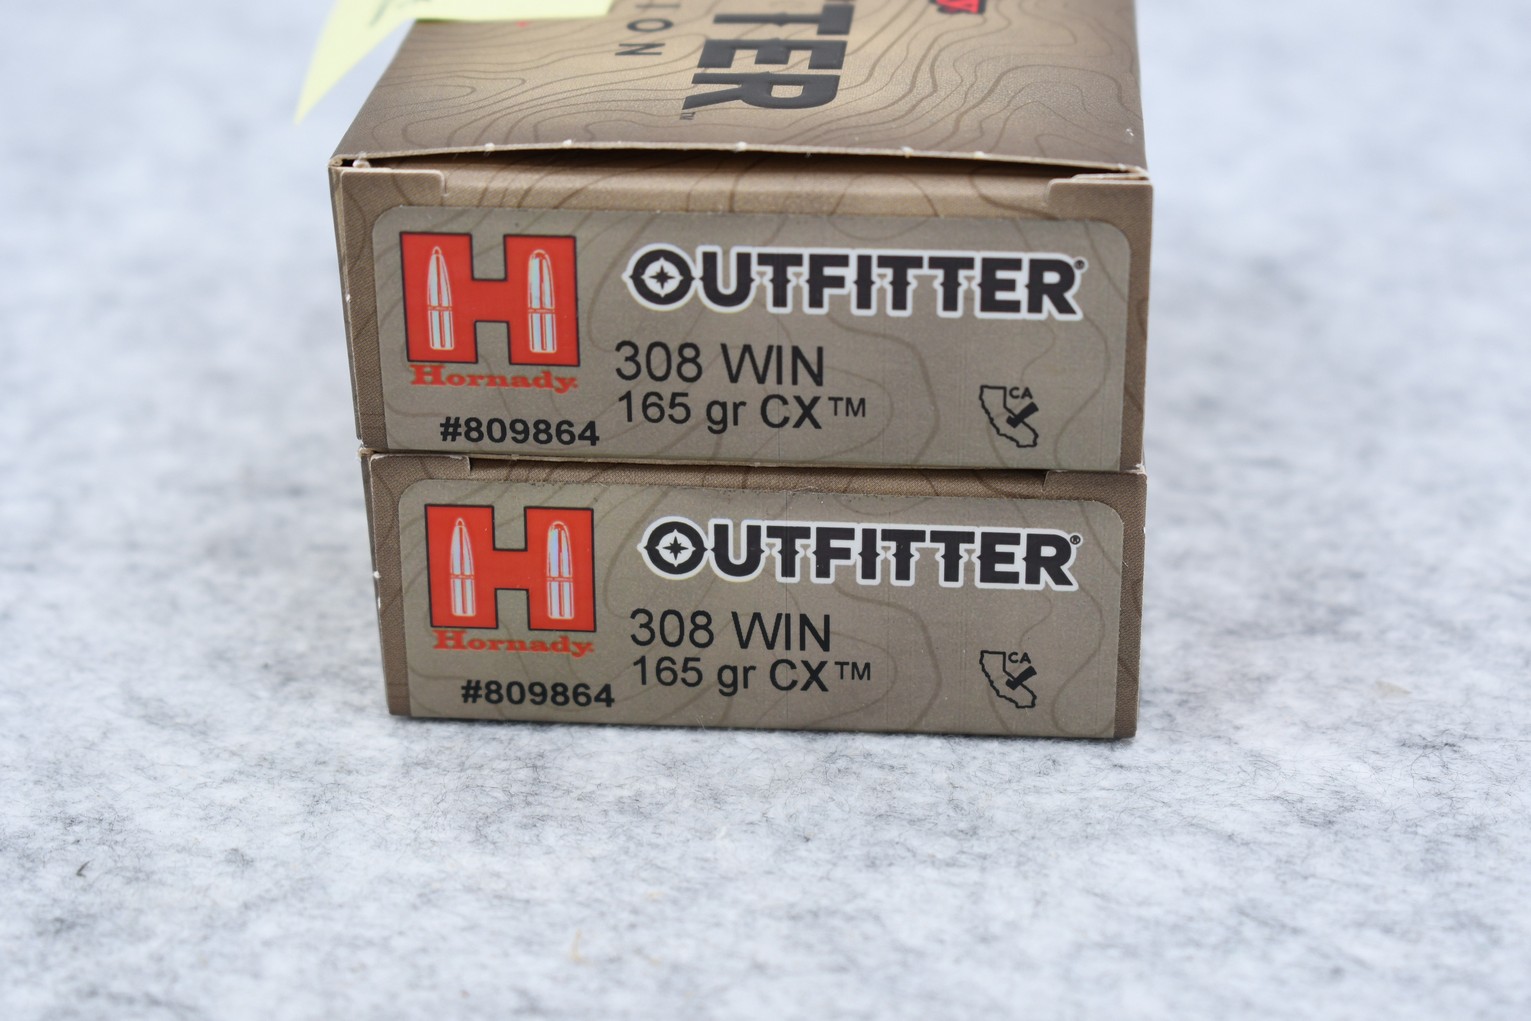 OUTFITTER®
308 WIN
165 gr CX™
Hornady
#809864
CA
OUTFITTER®
308 WIN
165 gr CX™
Hornady
#809864
CA